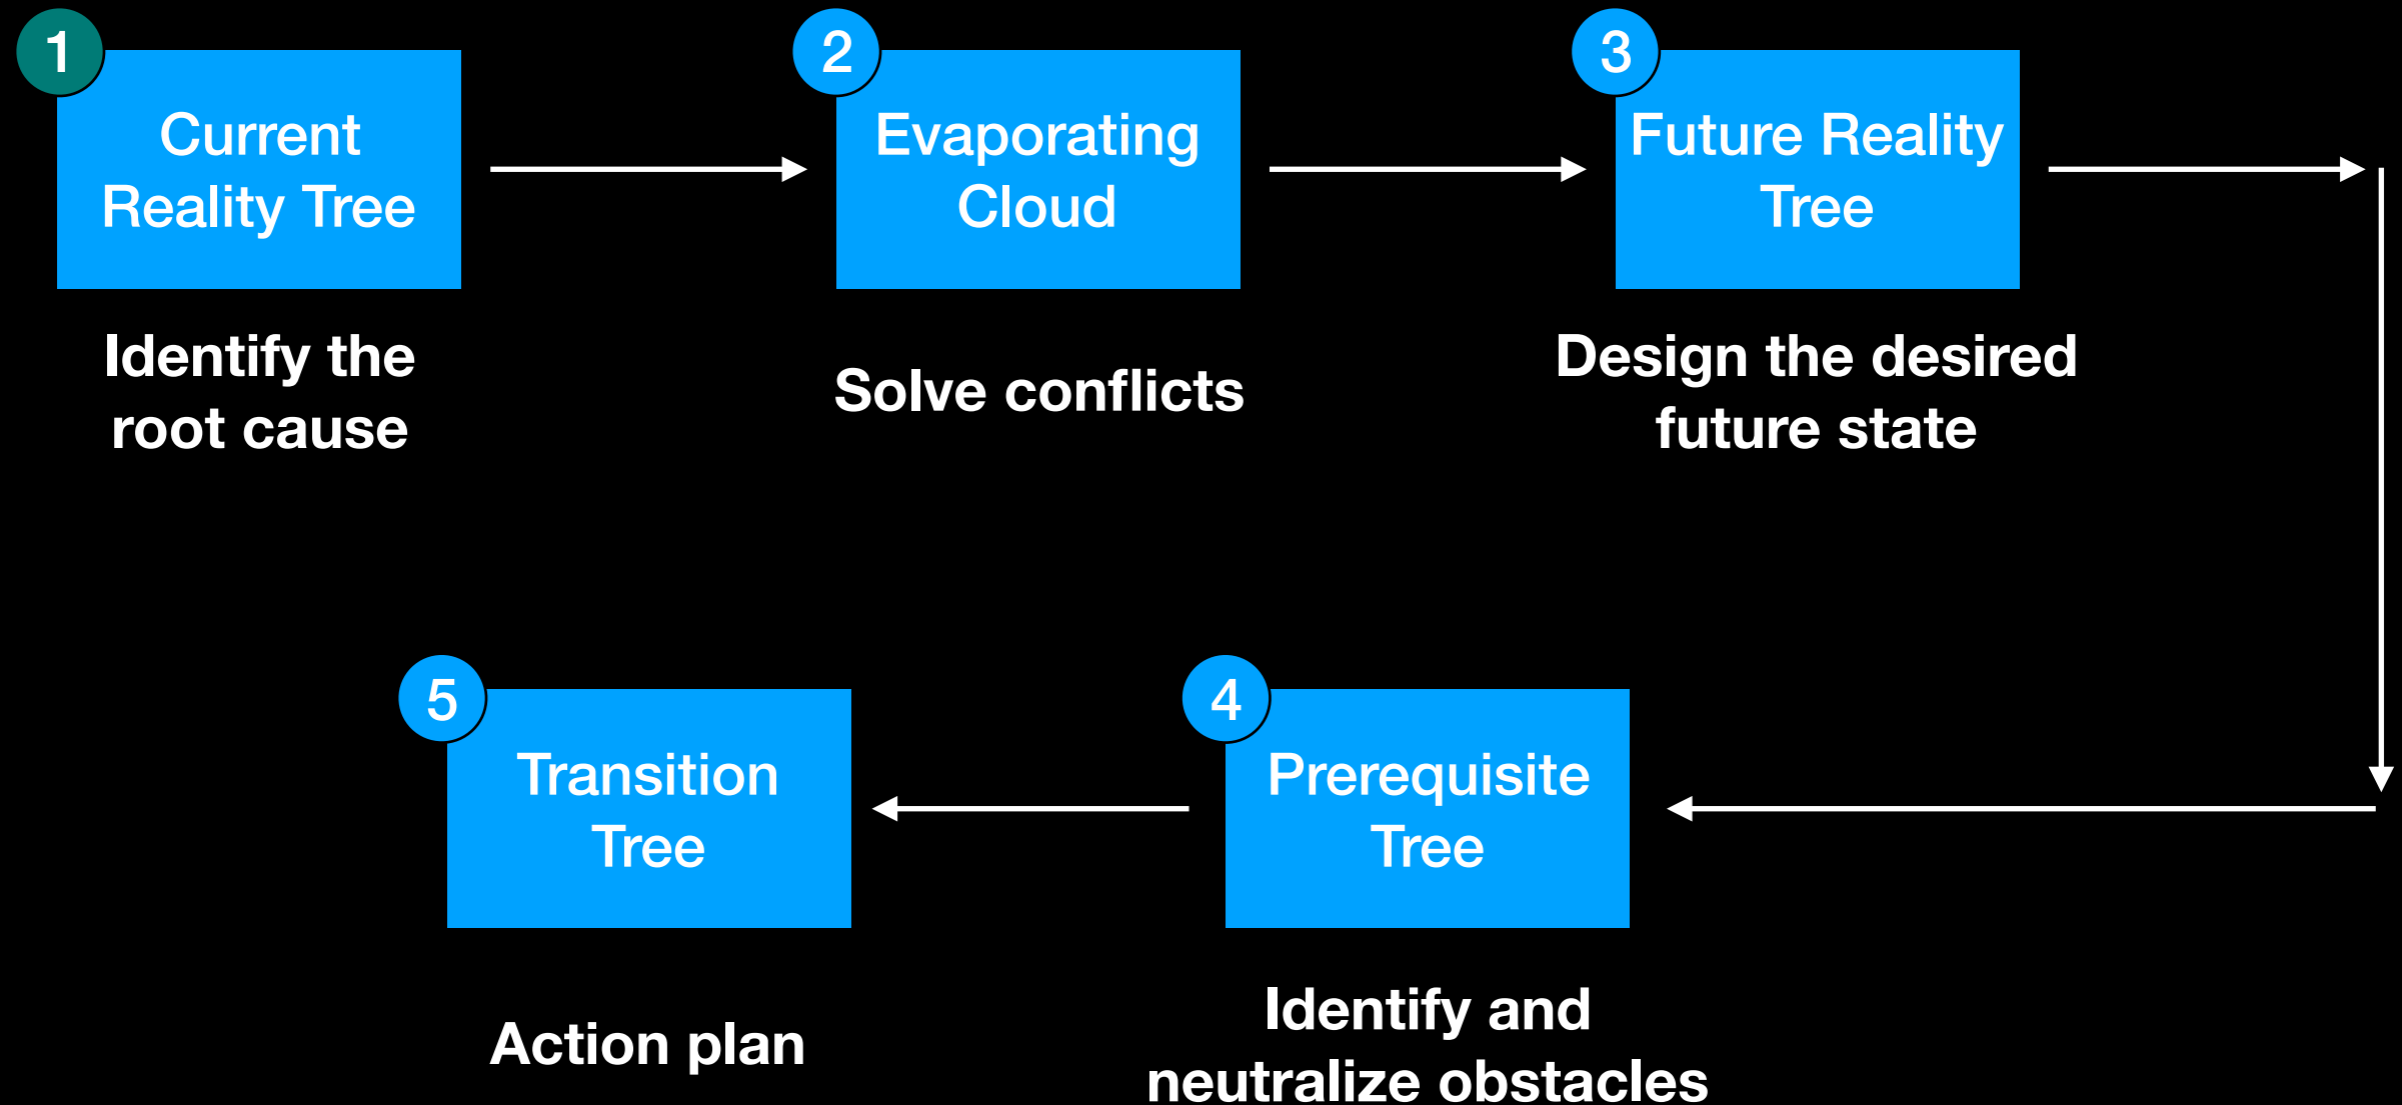 1
Current
Reality Tree
Identify the
root cause
2
Evaporating
Cloud
Solve conflicts
3
Future Reality
Tree
Design the desired
future state
4
Prerequisite
Tree
Identify and
neutralize obstacles
5
Transition
Tree
Action plan